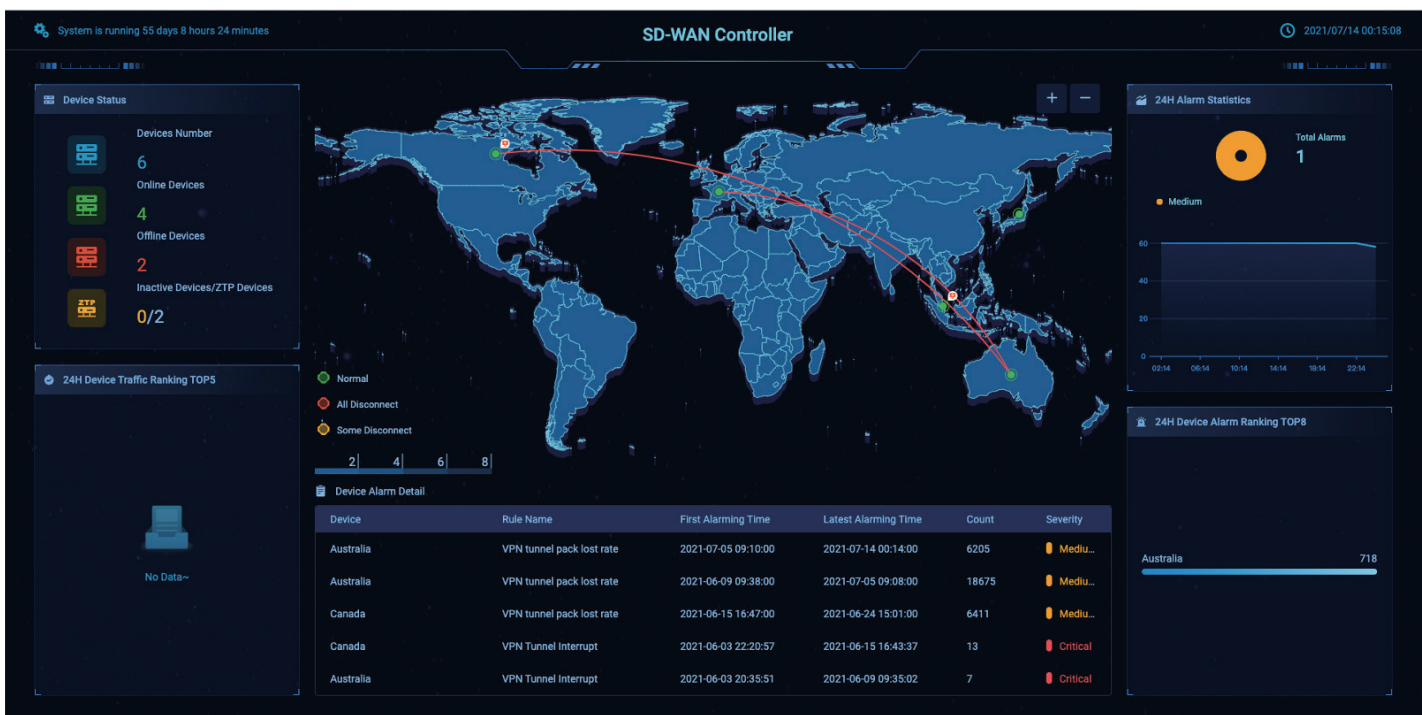 System is running 55 days 8 hours 24 minutes
SD-WAN Controller
2021/07/14 00:15:08
Device Status
Devices Number
6
Online Devices
4
Offline Devices
2
Inactive Devices/ZTP Devices
ZTP
0/2
24H Device Traffic Ranking TOP5
No Data~
+ −
Normal
All Disconnect
Some Disconnect
2 4 6 8
Device Alarm Detail
Device Rule Name First Alarming Time Latest Alarming Time Count Severity
Australia VPN tunnel pack lost rate 2021-07-05 09:10:00 2021-07-14 00:14:00 6205 Mediu...
Australia VPN tunnel pack lost rate 2021-06-09 09:38:00 2021-07-05 09:08:00 18675 Mediu...
Canada VPN tunnel pack lost rate 2021-06-15 16:47:00 2021-06-24 15:01:00 6411 Mediu...
Canada VPN Tunnel Interrupt 2021-06-03 22:20:57 2021-06-15 16:43:37 13 Critical
Australia VPN Tunnel Interrupt 2021-06-03 20:35:51 2021-06-09 09:35:02 7 Critical
24H Alarm Statistics
Total Alarms
1
Medium
60
40
20
0
02:14 06:14 10:14 14:14 18:14 22:14
24H Device Alarm Ranking TOP8
Australia 718